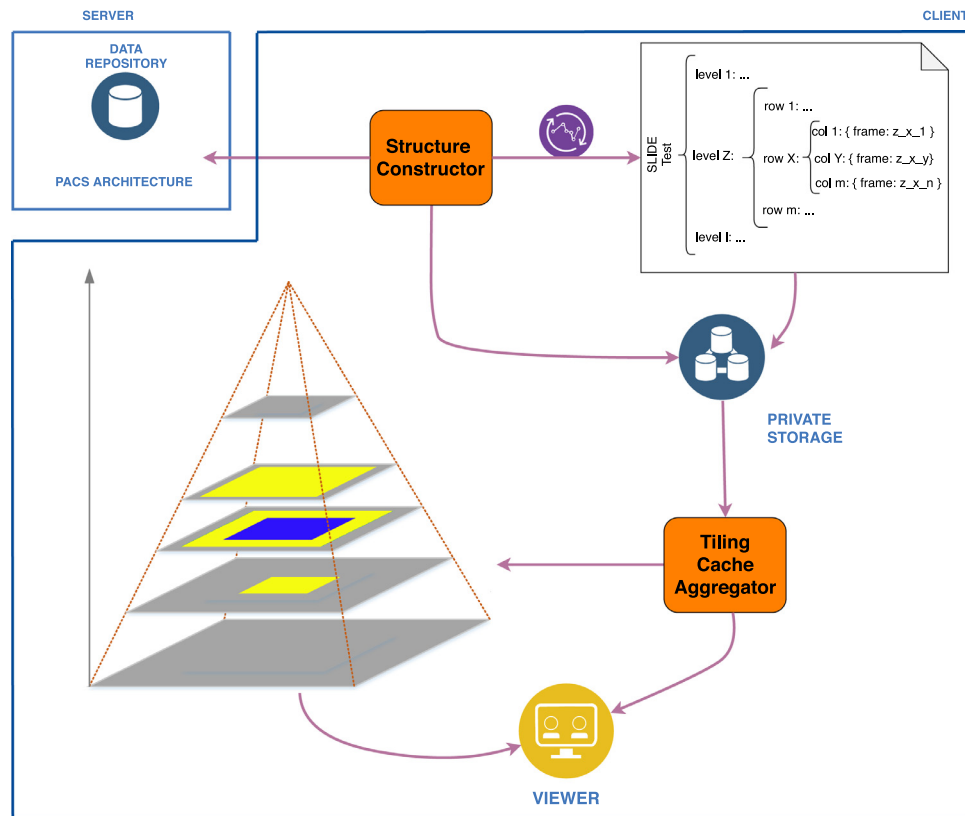 SERVER
CLIENT
DATA
REPOSITORY
PACS ARCHITECTURE
Structure
Constructor
SLIDE
Test
level 1: ...
level Z:
level l: ...
row 1: ...
row X:
row m: ...
col 1: { frame: z_x_1 }
col Y: { frame: z_x_y}
col m: { frame: z_x_n }
PRIVATE
STORAGE
Tiling
Cache
Aggregator
VIEWER